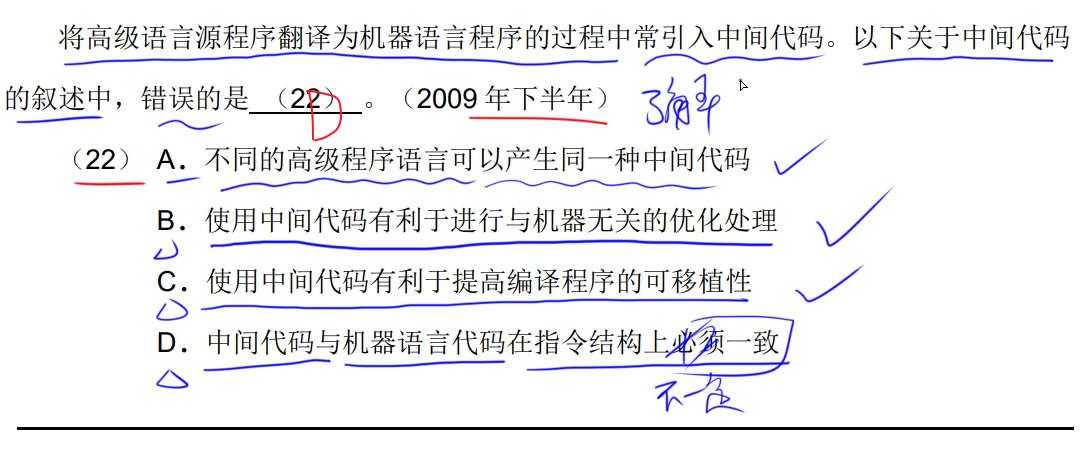 将高级语言源程序翻译为机器语言程序的过程中常引入中间代码。以下关于中间代码
的叙述中，错误的是 （22） 。（2009 年下半年） 了解
D
（22） A．不同的高级程序语言可以产生同一种中间代码
B．使用中间代码有利于进行与机器无关的优化处理
C．使用中间代码有利于提高编译程序的可移植性
D．中间代码与机器语言代码在指令结构上必须一致
不一定